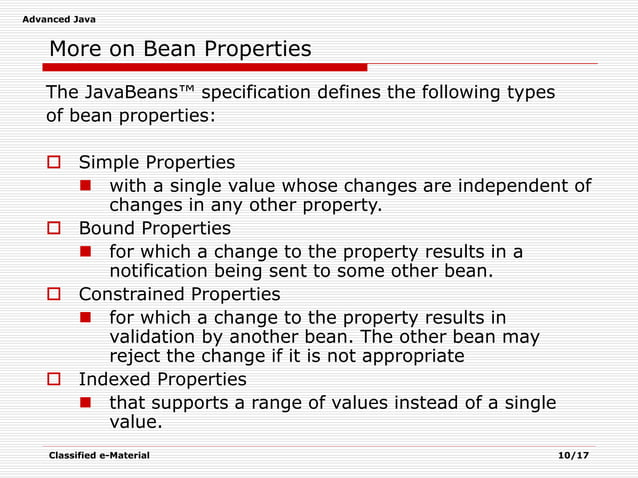 Advanced Java
More on Bean Properties
The JavaBeans™ specification defines the following types
of bean properties:
Simple Properties
with a single value whose changes are independent of
changes in any other property.
Bound Properties
for which a change to the property results in a
notification being sent to some other bean.
Constrained Properties
for which a change to the property results in
validation by another bean. The other bean may
reject the change if it is not appropriate
Indexed Properties
that supports a range of values instead of a single
value.
Classified e-Material 10/17